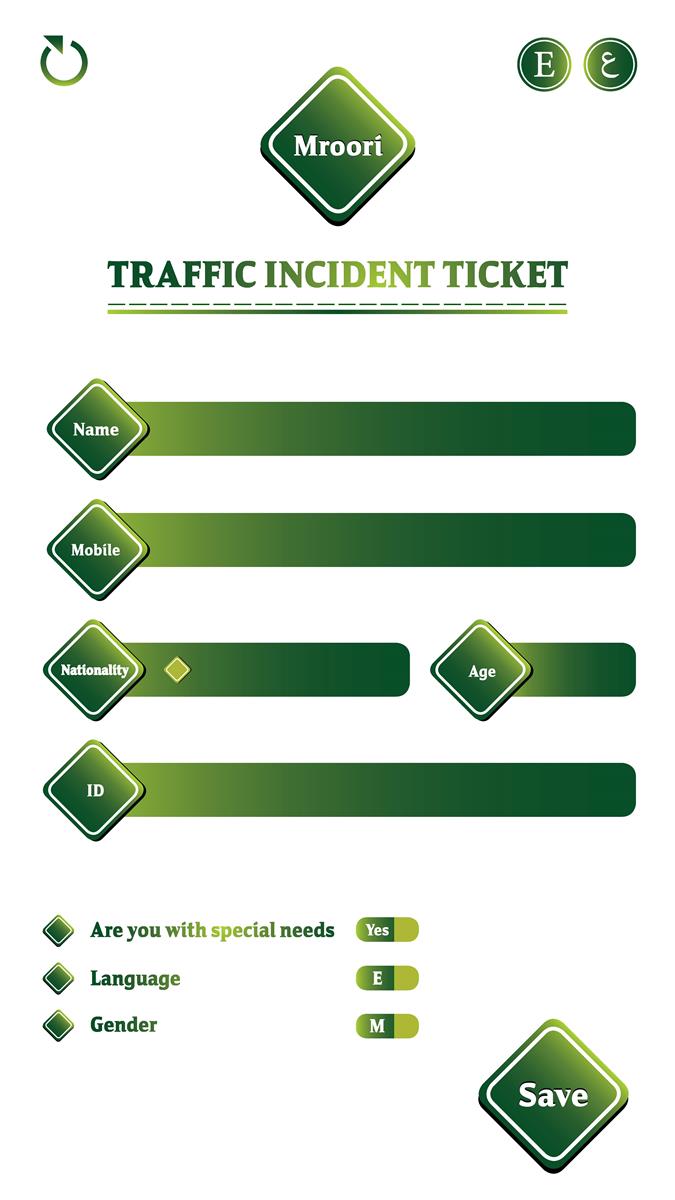 E ع
Mroori
TRAFFIC INCIDENT TICKET
Name
Mobile
Nationality Age
ID
Are you with special needs Yes
Language E
Gender M
Save